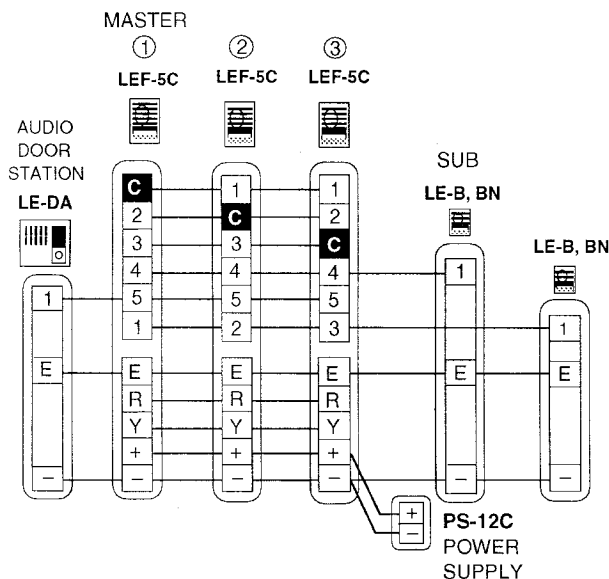 MASTER
① ② ③
LEF-5C LEF-5C LEF-5C
AUDIO
DOOR
STATION
LE-DA
SUB
LE-B, BN
LE-B, BN
C 1 1
2 C 2
3 3 C
4 4 4 1
1 5 5 5
1 2 3 1
E E E E E E
R R R
Y Y Y
+ + +
− − − − − −
+
−
PS-12C
POWER
SUPPLY